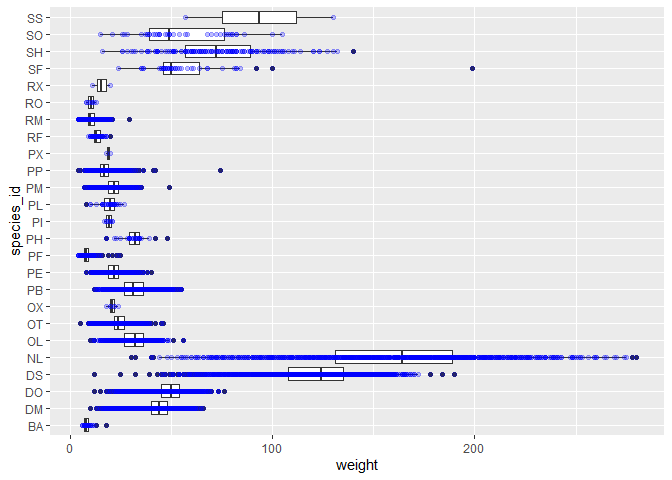 SS
SO
SH
SF
RX
RO
RM
RF
PX
PP
PM
PL
PI
PH
PF
PE
PB
OX
OT
OL
NL
DS
DO
DM
BA
species_id
0 100 200
weight